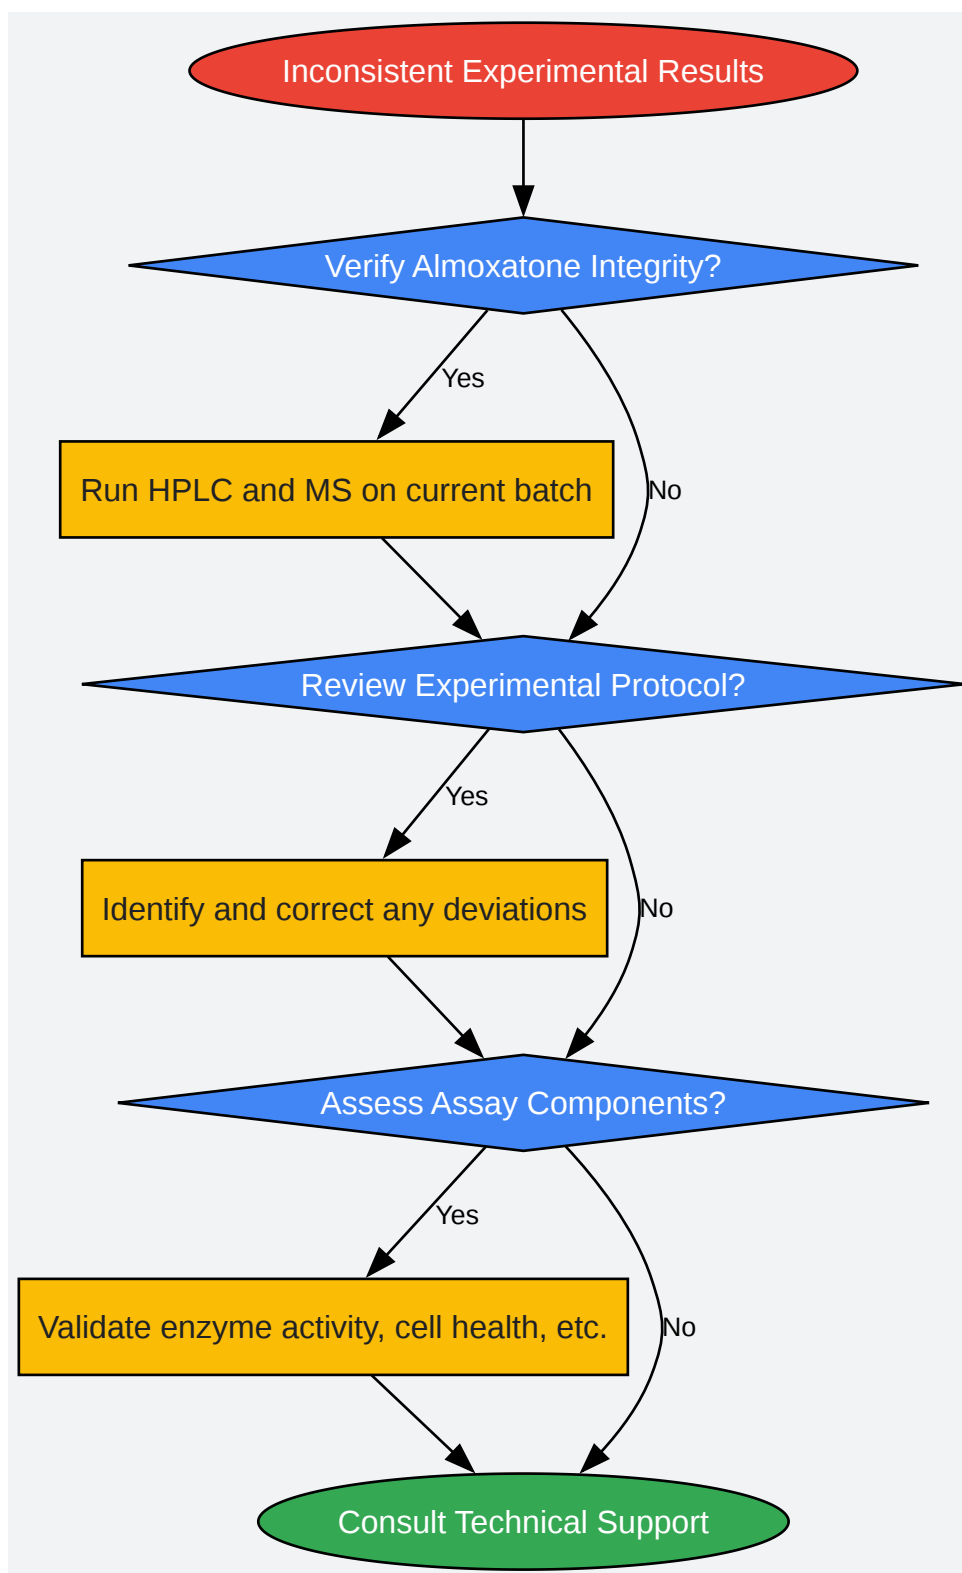 Inconsistent Experimental Results
Verify Almoxatone Integrity?
Yes
Run HPLC and MS on current batch
No
Review Experimental Protocol?
Yes
Identify and correct any deviations
No
Assess Assay Components?
Yes
Validate enzyme activity, cell health, etc.
No
Consult Technical Support